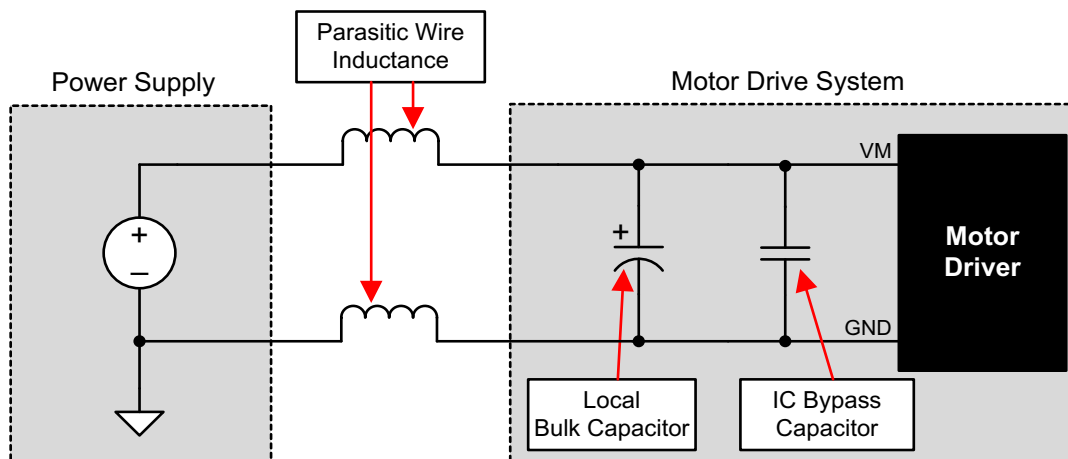 Parasitic Wire
Inductance
Power Supply
Motor Drive System
VM
+
+
–
Motor
Driver
GND
Local
Bulk Capacitor
IC Bypass
Capacitor